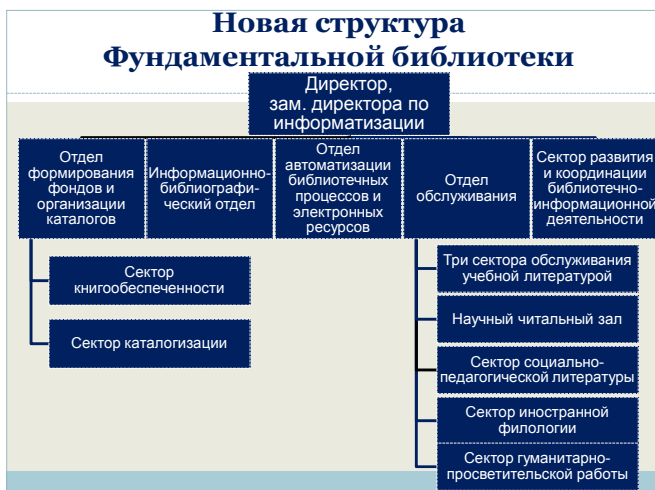 Новая структура
Фундаментальной библиотеки
Директор,
зам. директора по
информатизации
Отдел
формирования
фондов и
организации
каталогов
Информационно-
библиографи-
ческий отдел
Отдел
автоматизации
библиотечных
процессов и
электронных
ресурсов
Отдел
обслуживания
Сектор развития
и координации
библиотечно-
информационной
деятельности
Сектор
книгообеспеченности
Сектор каталогизации
Три сектора обслуживания
учебной литературой
Научный читальный зал
Сектор социально-
педагогической литературы
Сектор иностранной
филологии
Сектор гуманитарно-
просветительской работы